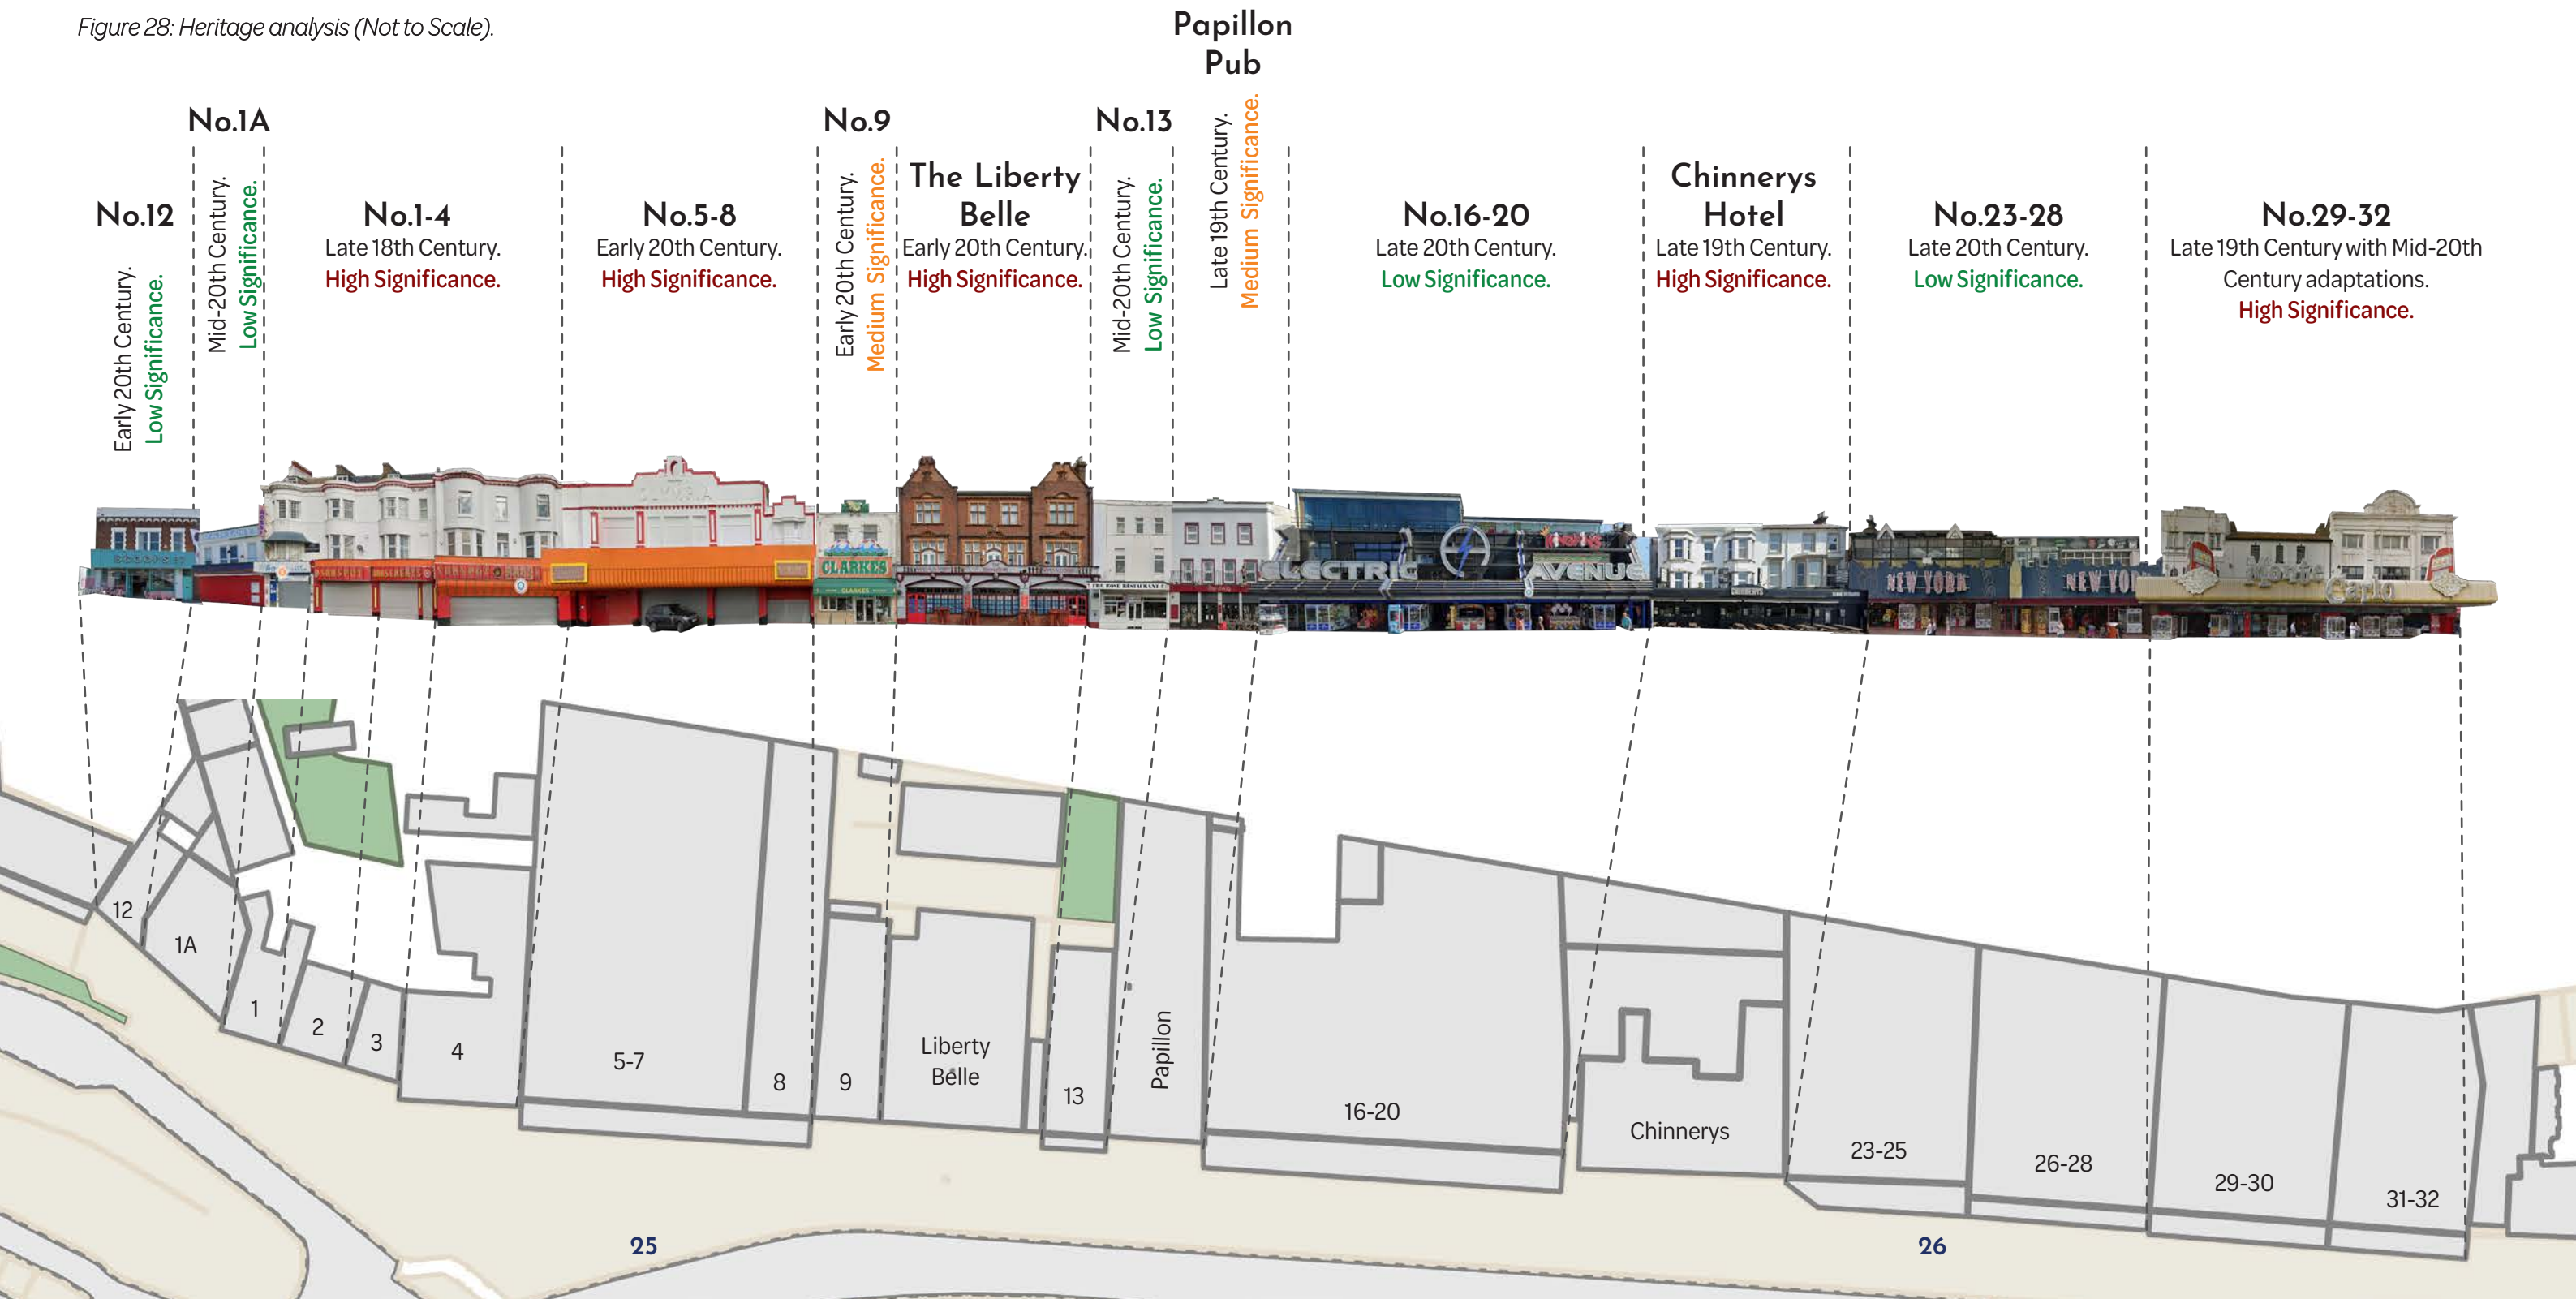 Figure 28: Heritage analysis (Not to Scale).
No.12
Early 20th Century.
Low Significance.
No.1A
Mid-20th Century.
Low Significance.
No.1-4
Late 18th Century.
High Significance.
No.5-8
Early 20th Century.
High Significance.
No.9
Early 20th Century.
Medium Significance.
The Liberty
Belle
Early 20th Century.
High Significance.
No.13
Mid-20th Century.
Low Significance.
Papillon
Pub
Late 19th Century.
Medium Significance.
No.16-20
Late 20th Century.
Low Significance.
Chinnerys
Hotel
Late 19th Century.
High Significance.
No.23-28
Late 20th Century.
Low Significance.
No.29-32
Late 19th Century with Mid-20th
Century adaptations.
High Significance.
OLYMPIA
CLARKES
CLARKES
ELECTRIC
AVENUE
CHINNERYS
NEW YORK
NEW YOR
Monte
Carlo
12
1A
1
2
3
4
5-7
8
9
Liberty
Belle
13
Papillon
16-20
Chinnerys
23-25
26-28
29-30
31-32
25
26